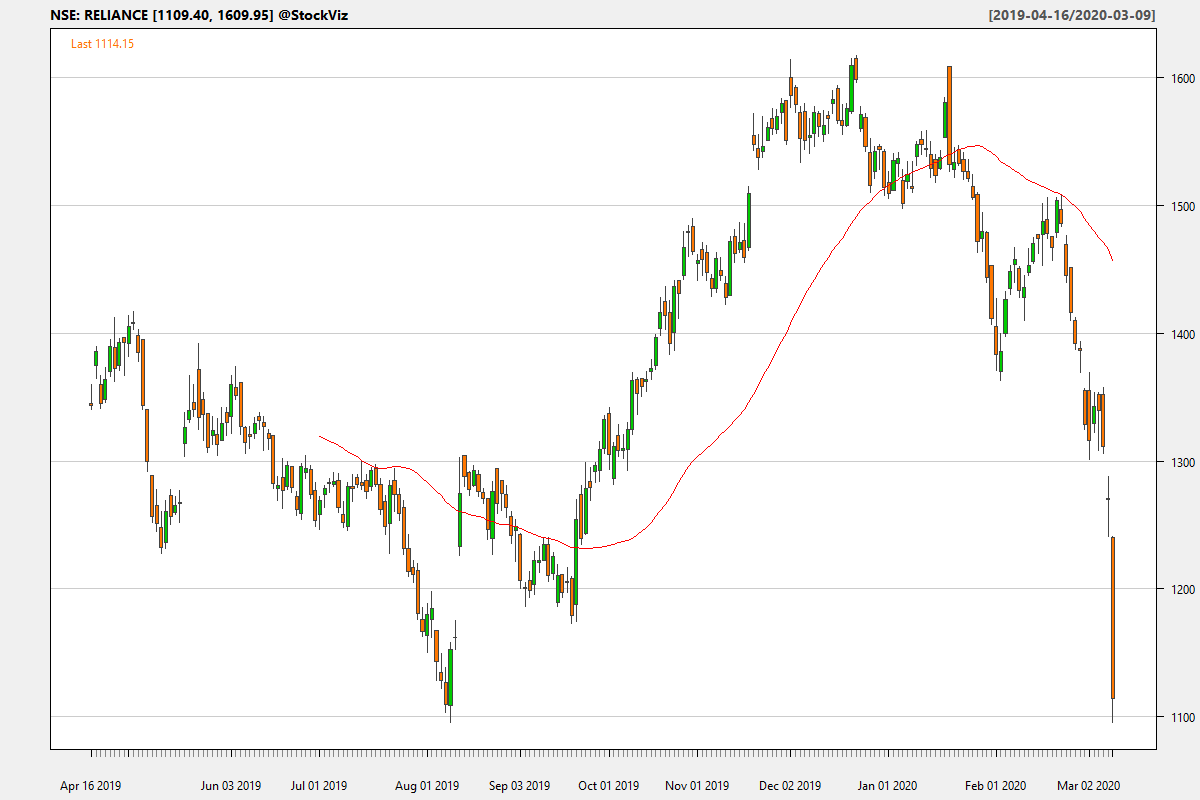 NSE: RELIANCE [1109.40, 1609.95] @StockViz [2019-04-16/2020-03-09]
Last 1114.15
1600
1500
1400
1300
1200
1100
Apr 16 2019 Jun 03 2019 Jul 01 2019 Aug 01 2019 Sep 03 2019 Oct 01 2019 Nov 01 2019 Dec 02 2019 Jan 01 2020 Feb 01 2020 Mar 02 2020